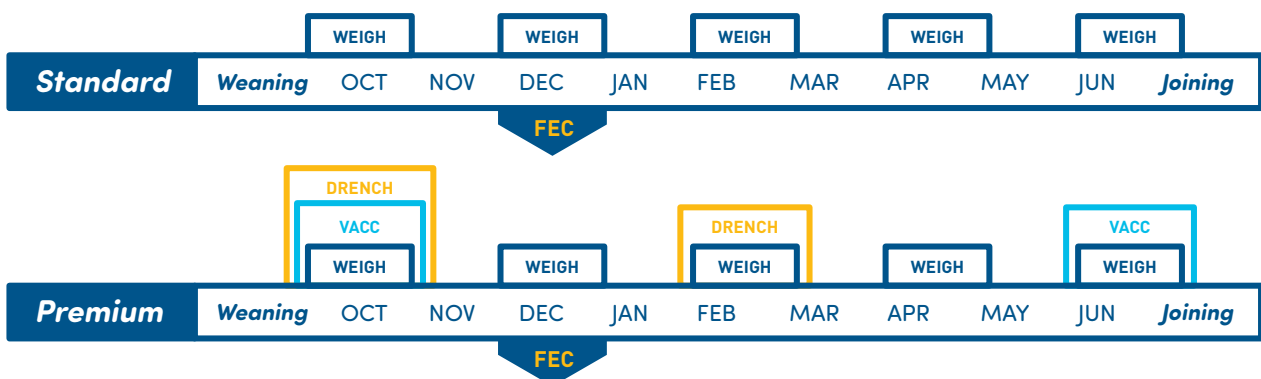 WEIGH WEIGH WEIGH WEIGH WEIGH
Standard Weaning OCT NOV DEC JAN FEB MAR APR MAY JUN Joining
FEC
DRENCH
VACC DRENCH VACC
WEIGH WEIGH WEIGH WEIGH WEIGH
Premium Weaning OCT NOV DEC JAN FEB MAR APR MAY JUN Joining
FEC